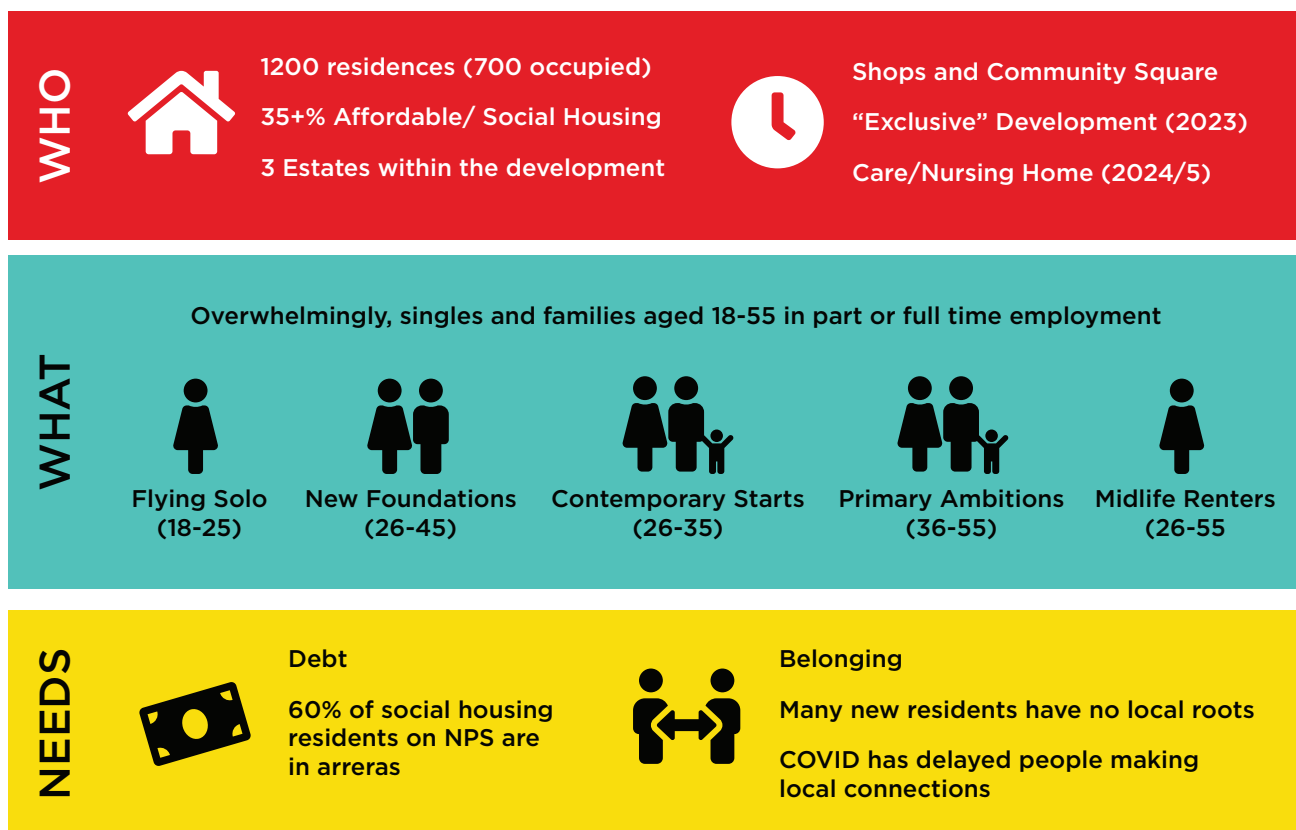 WHO
1200 residences (700 occupied)
35+% Affordable/ Social Housing
3 Estates within the development
Shops and Community Square
“Exclusive” Development (2023)
Care/Nursing Home (2024/5)
WHAT
Overwhelmingly, singles and families aged 18-55 in part or full time employment
Flying Solo
(18-25)
New Foundations
(26-45)
Contemporary Starts
(26-35)
Primary Ambitions
(36-55)
Midlife Renters
(26-55
NEEDS
Debt
60% of social housing
residents on NPS are
in arreras
Belonging
Many new residents have no local roots
COVID has delayed people making
local connections